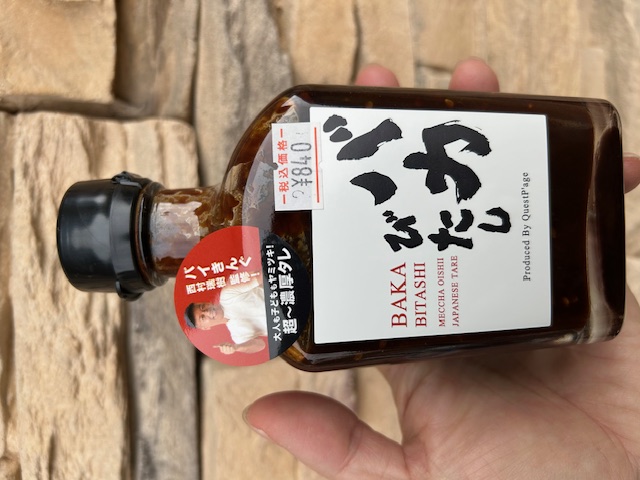 税込価格
¥840
バカ
びたし
BAKA
BITASHI
MECCHA OISHII
JAPANESE TARE
Produced By QuestP'age
バイきんぐ
西村瑞樹 監修!
大人も子どももヤミツキ!
超〜濃厚タレ